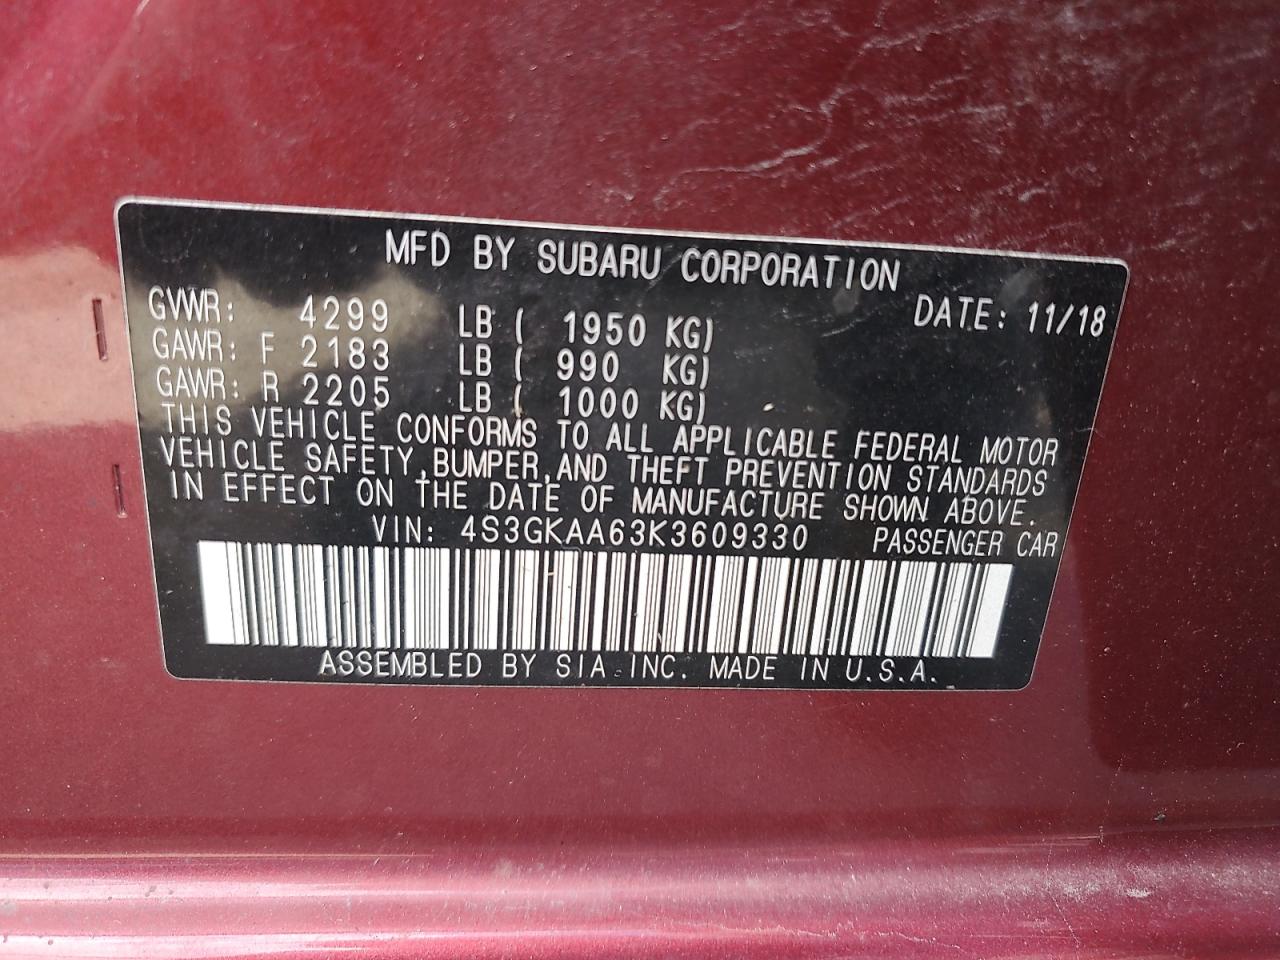 MFD BY SUBARU CORPORATION
DATE: 11/18
GVWR: 4299 LB ( 1950 KG)
GAWR: F 2183 LB ( 990 KG)
GAWR: R 2205 LB ( 1000 KG)
THIS VEHICLE CONFORMS TO ALL APPLICABLE FEDERAL MOTOR
VEHICLE SAFETY,BUMPER,AND THEFT PREVENTION STANDARDS
IN EFFECT ON THE DATE OF MANUFACTURE SHOWN ABOVE.
VIN: 4S3GKAA63K3609330 PASSENGER CAR
ASSEMBLED BY SIA INC. MADE IN U.S.A.